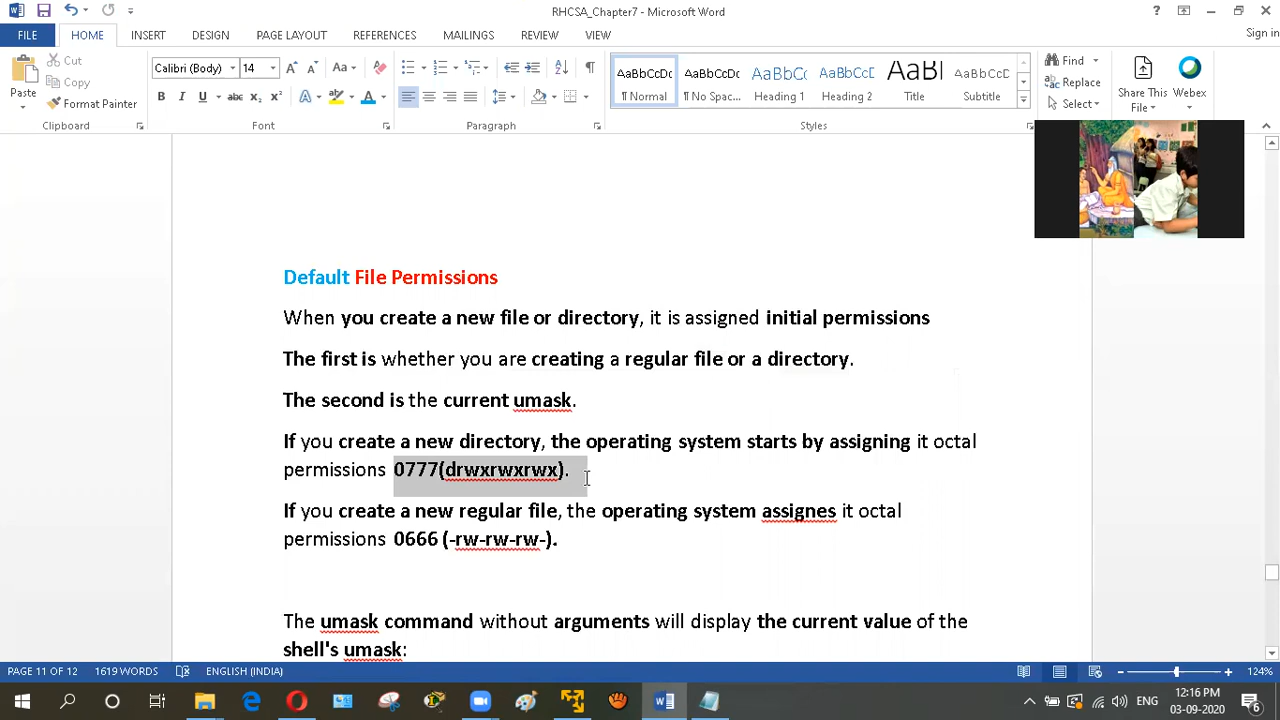 RHCSA_Chapter7 - Microsoft Word
?
FILE HOME INSERT DESIGN PAGE LAYOUT REFERENCES MAILINGS REVIEW VIEW Sign in
Paste
Cut
Copy
Format Painter
Clipboard
Calibri (Body) 14 A A Aa
B I U abc x₂ x² A A
Font
Paragraph
AaBbCcDc AaBbCcDc AaBbCc AaBbCcC AaBl AaBbCcD
¶ Normal ¶ No Spac... Heading 1 Heading 2 Title Subtitle
Styles
Find
Replace
Select
Share This File
Webex
Default File Permissions
When you create a new file or directory, it is assigned initial permissions
The first is whether you are creating a regular file or a directory.
The second is the current umask.
If you create a new directory, the operating system starts by assigning it octal
permissions 0777(drwxrwxrwx).
If you create a new regular file, the operating system assignes it octal
permissions 0666 (-rw-rw-rw-).
The umask command without arguments will display the current value of the
shell's umask:
PAGE 11 OF 12 1619 WORDS ENGLISH (INDIA) 124%
ENG
12:16 PM
03-09-2020
6